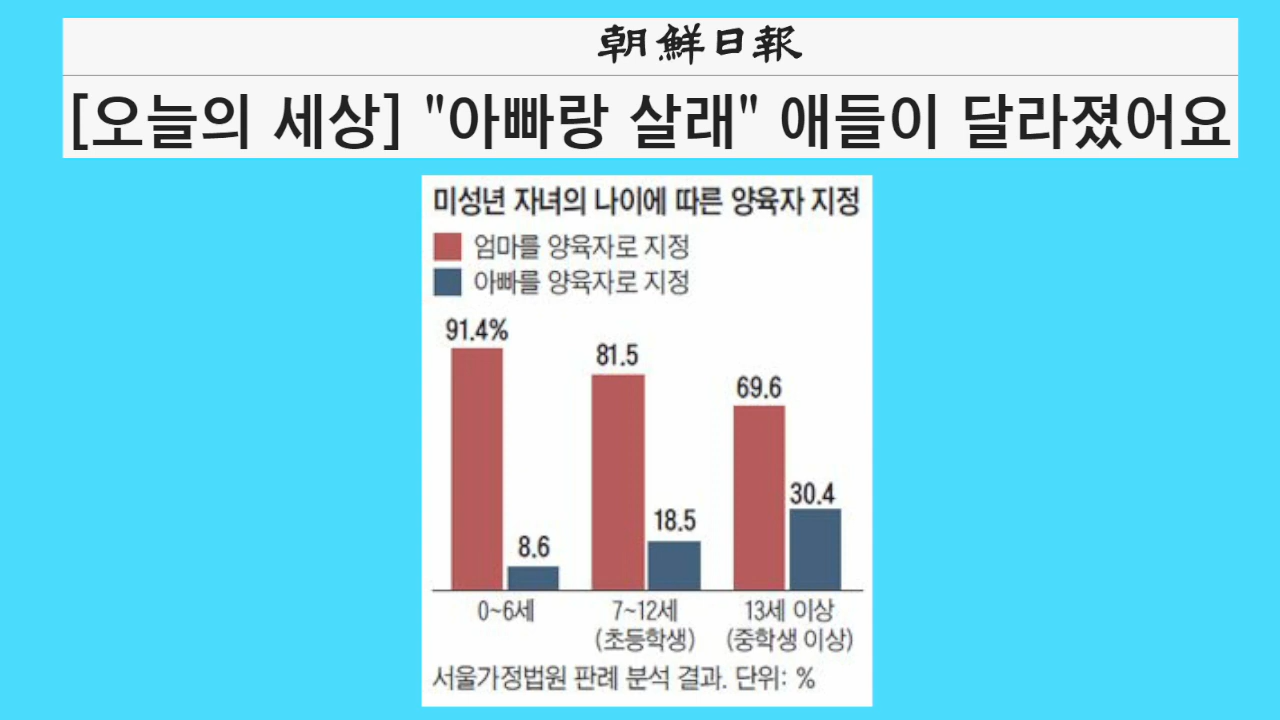 朝鮮日報
[오늘의 세상] "아빠랑 살래" 애들이 달라졌어요
미성년 자녀의 나이에 따른 양육자 지정
엄마를 양육자로 지정
아빠를 양육자로 지정
91.4%
8.6
81.5
18.5
69.6
30.4
0~6세
7~12세
(초등학생)
13세 이상
(중학생 이상)
서울가정법원 판례 분석 결과. 단위: %